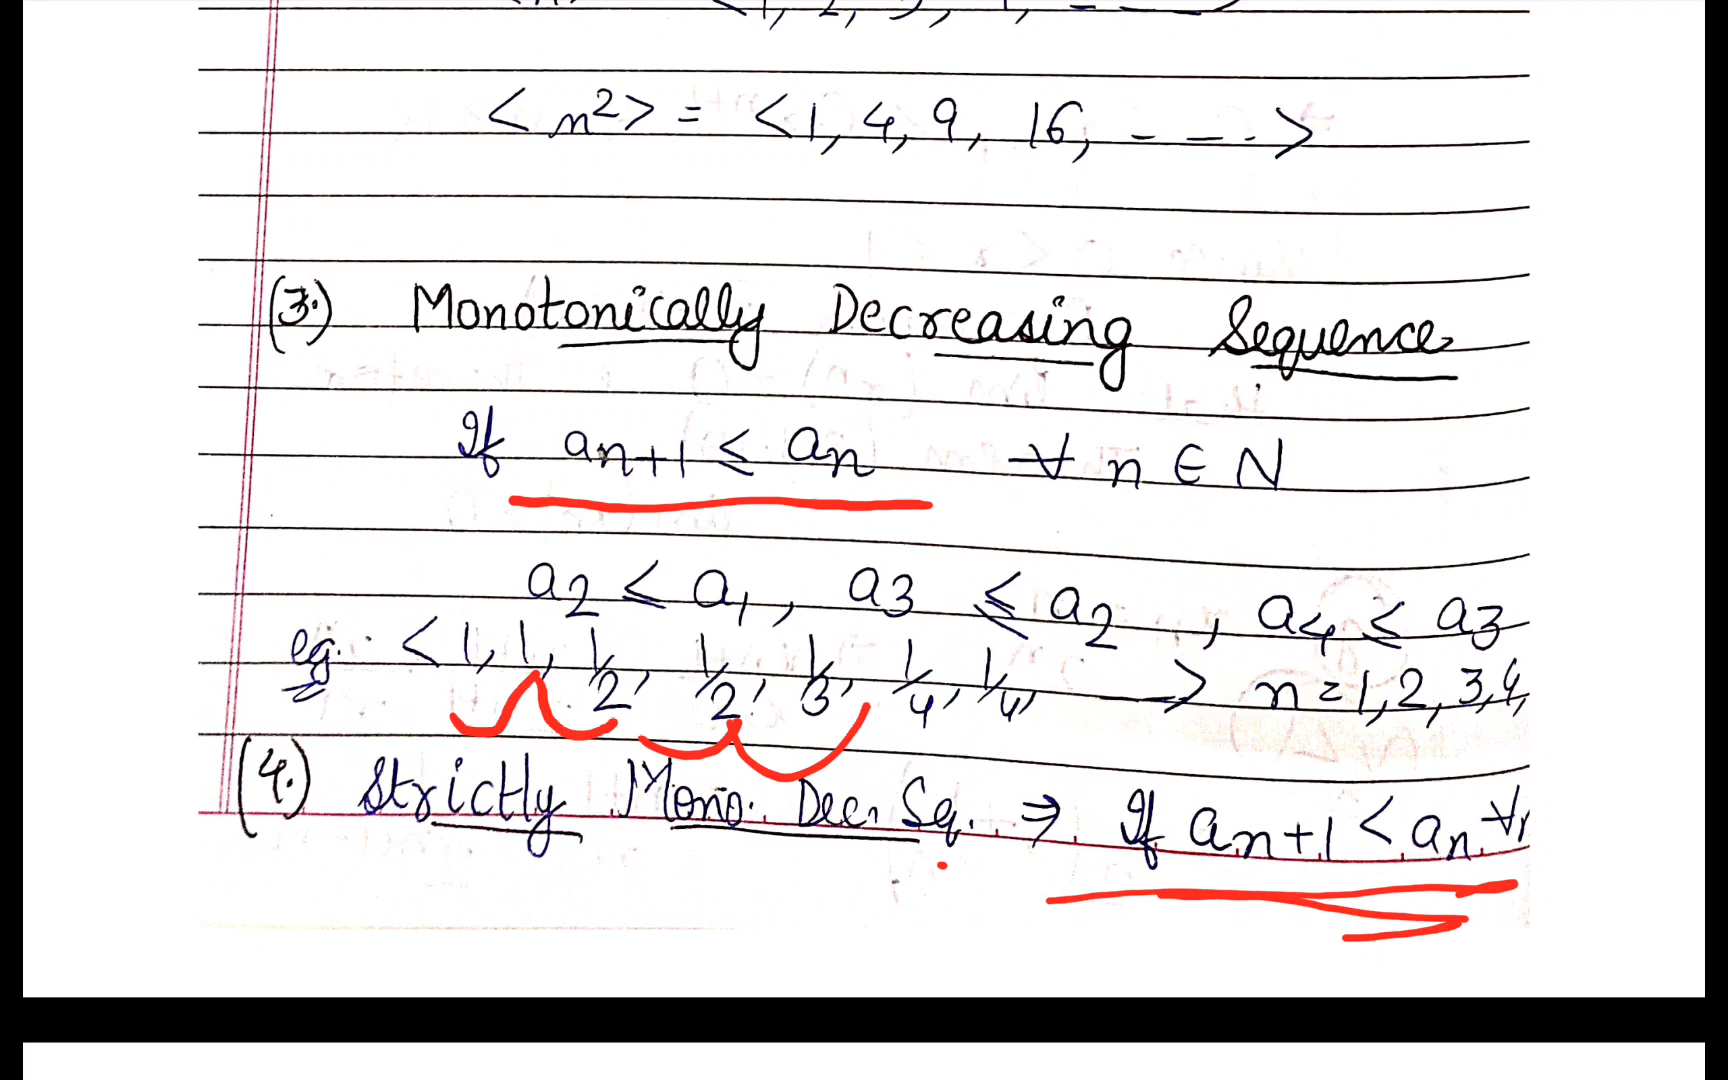 < n² > = < 1, 4, 9, 16, - - - >
(3.) Monotonically Decreasing Sequence
If an+1 ≤ an ∀ n ∈ N
a2 ≤ a1, a3 ≤ a2, a4 ≤ a3
eg. < 1, 1, 1/2, 1/2, 1/3, 1/4, 1/4, — > n=1,2,3,4,
(4.) Strictly Mono. Dec. Sq. ⇒ If an+1 < an ∀